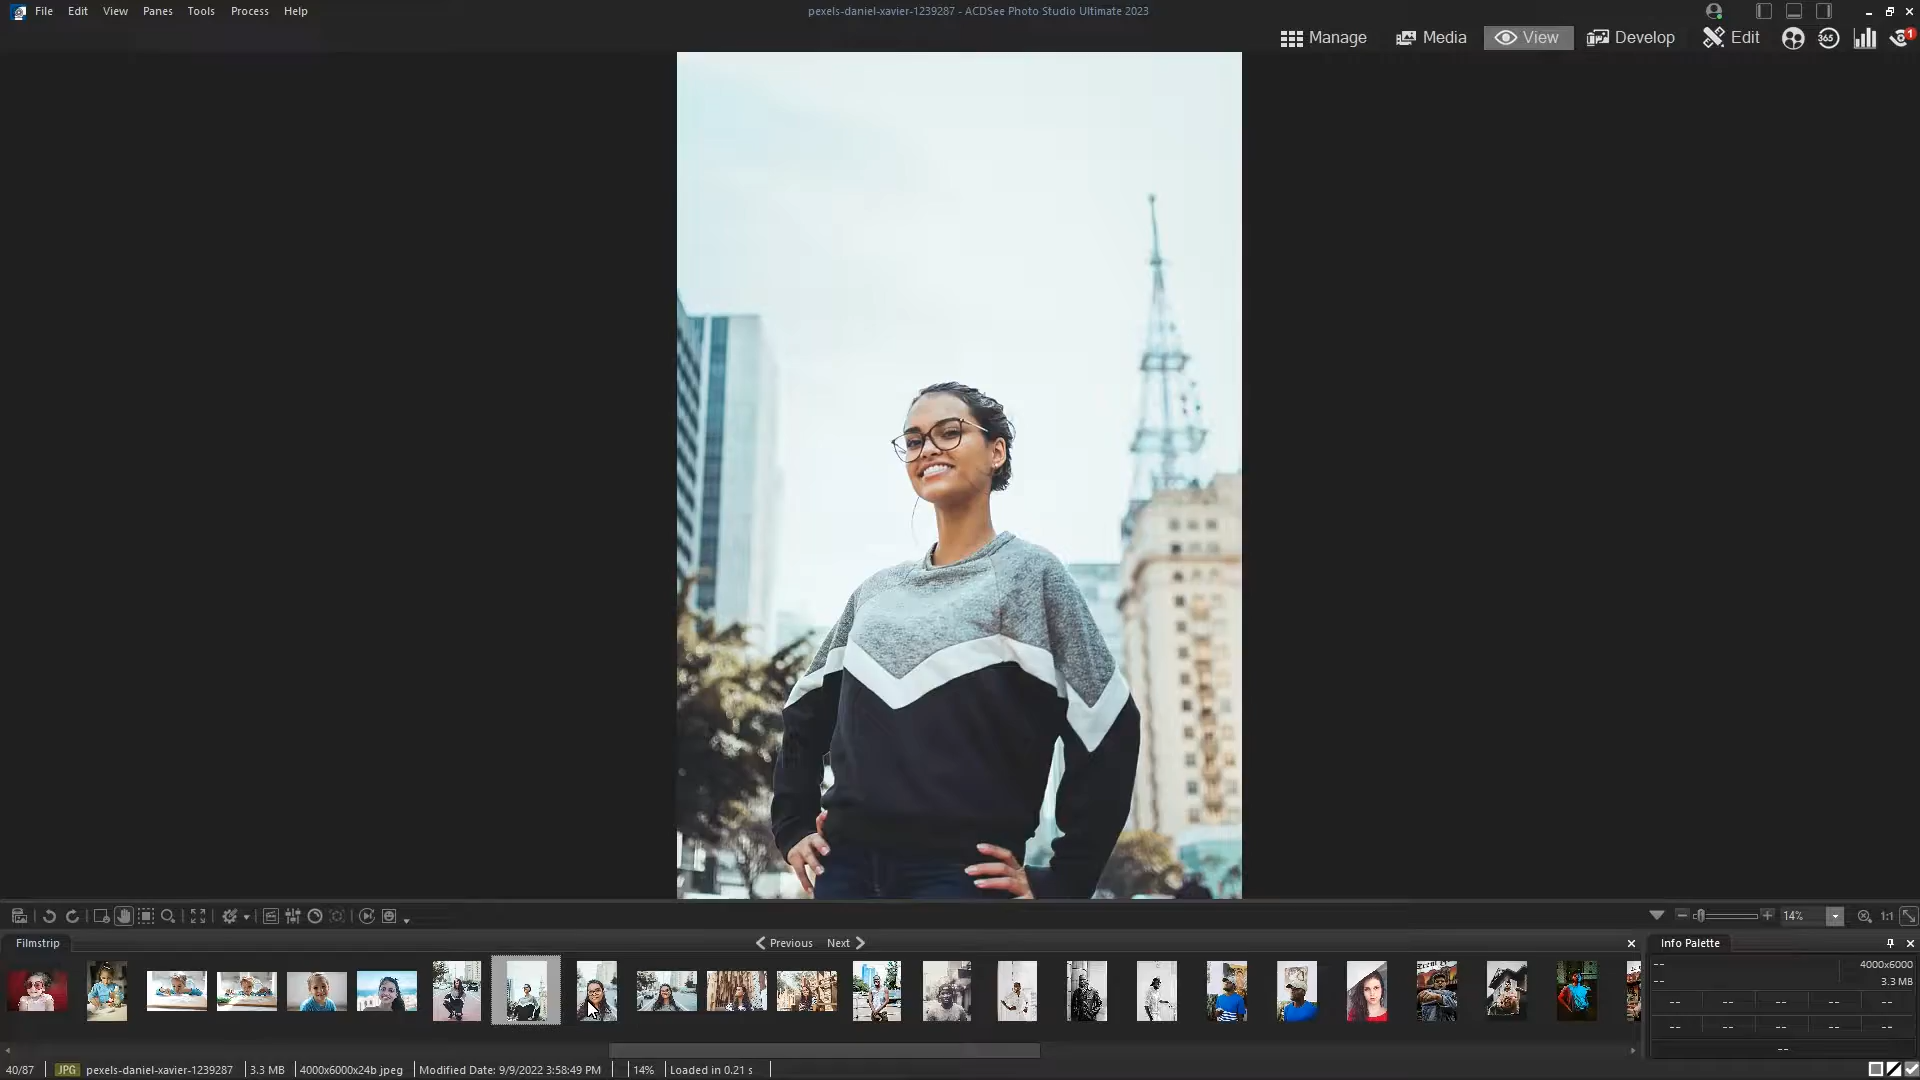 File Edit View Panes Tools Process Help
pexels-daniel-xavier-1239287 - ACDSee Photo Studio Ultimate 2023
Manage Media View Develop Edit 365 1
14% 1:1
Filmstrip Previous Next Info Palette
-- 4000x6000
-- 3.3 MB
-- -- -- -- --
-- -- -- -- --
--
40/87 JPG pexels-daniel-xavier-1239287 3.3 MB 4000x6000x24b jpeg Modified Date: 9/9/2022 3:58:49 PM 14% Loaded in 0.21 s